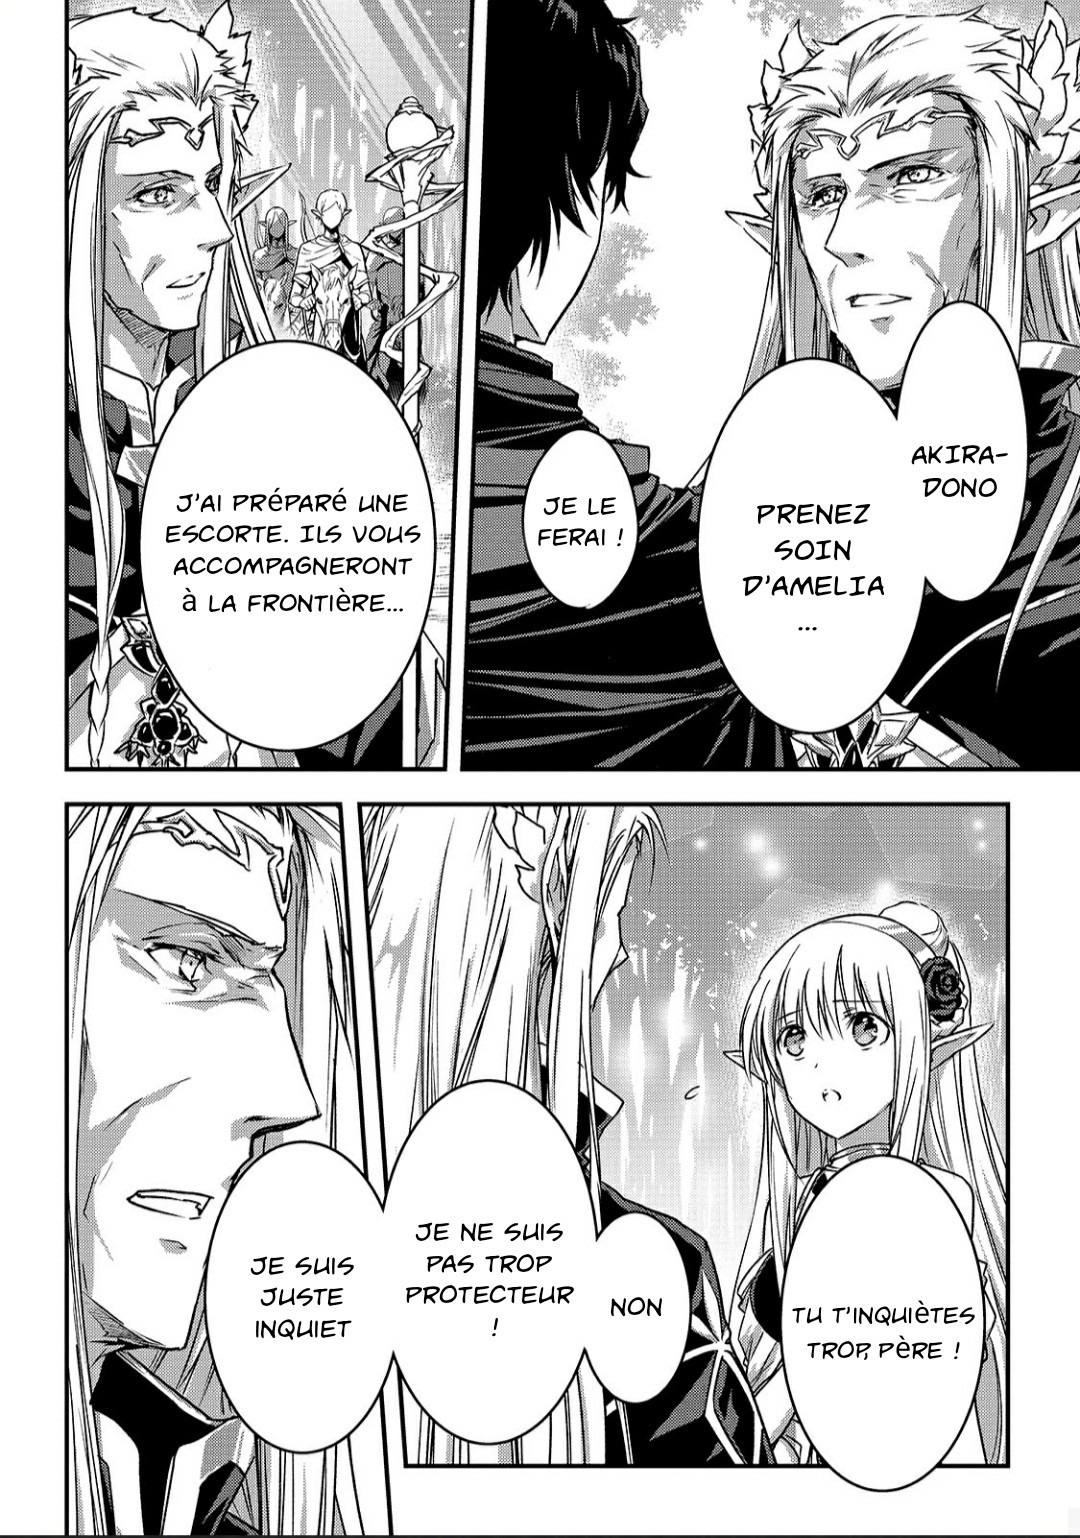 AKIRA-
DONO
PRENEZ
SOIN
D'AMELIA
...
JE LE
FERAI !
J'AI PRÉPARÉ UNE
ESCORTE. ILS VOUS
ACCOMPAGNERONT
À LA FRONTIÈRE...
TU T'INQUIÈTES
TROP, PÈRE !
NON
JE NE SUIS
PAS TROP
PROTECTEUR
!
JE SUIS
JUSTE
INQUIET